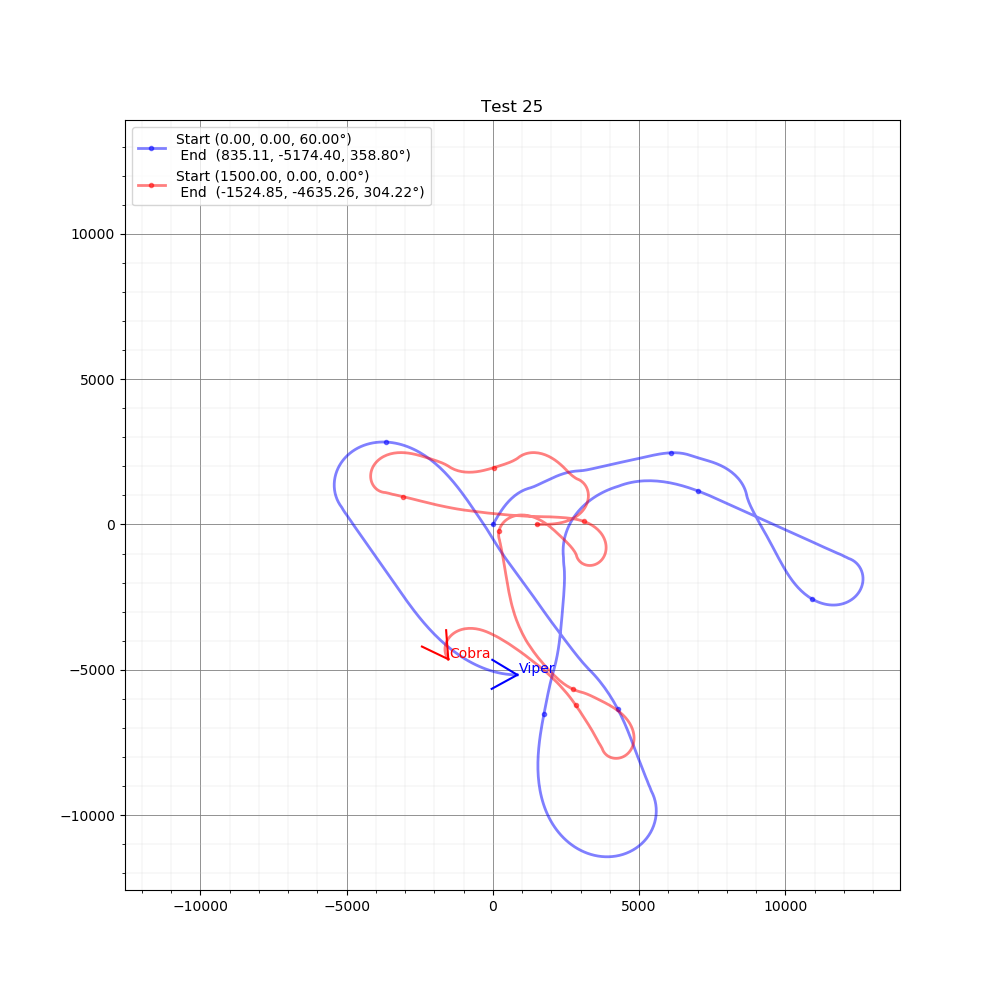 Test 25
Start (0.00, 0.00, 60.00°)
End (835.11, -5174.40, 358.80°)
Start (1500.00, 0.00, 0.00°)
End (-1524.85, -4635.26, 304.22°)
10000
5000
0
−5000
−10000
Cobra
Viper
−10000
−5000
0
5000
10000